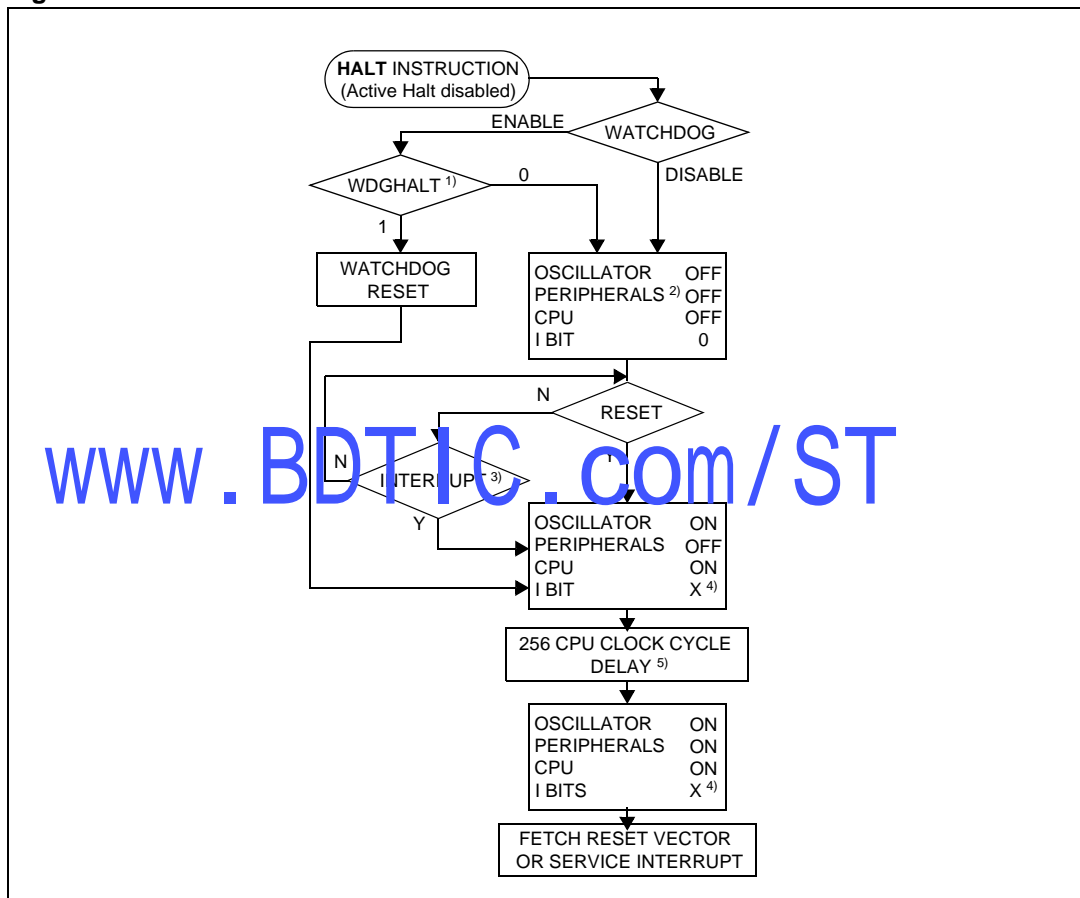 HALT INSTRUCTION
(Active Halt disabled)
ENABLE
WATCHDOG
WDGHALT 1)
0
DISABLE
1
WATCHDOG
RESET
OSCILLATOR OFF
PERIPHERALS 2) OFF
CPU OFF
I BIT 0
N
RESET
www.BDTIC.com/ST
N
INTERRUPT 3)
Y
Y
OSCILLATOR ON
PERIPHERALS OFF
CPU ON
I BIT X 4)
256 CPU CLOCK CYCLE
DELAY 5)
OSCILLATOR ON
PERIPHERALS ON
CPU ON
I BITS X 4)
FETCH RESET VECTOR
OR SERVICE INTERRUPT